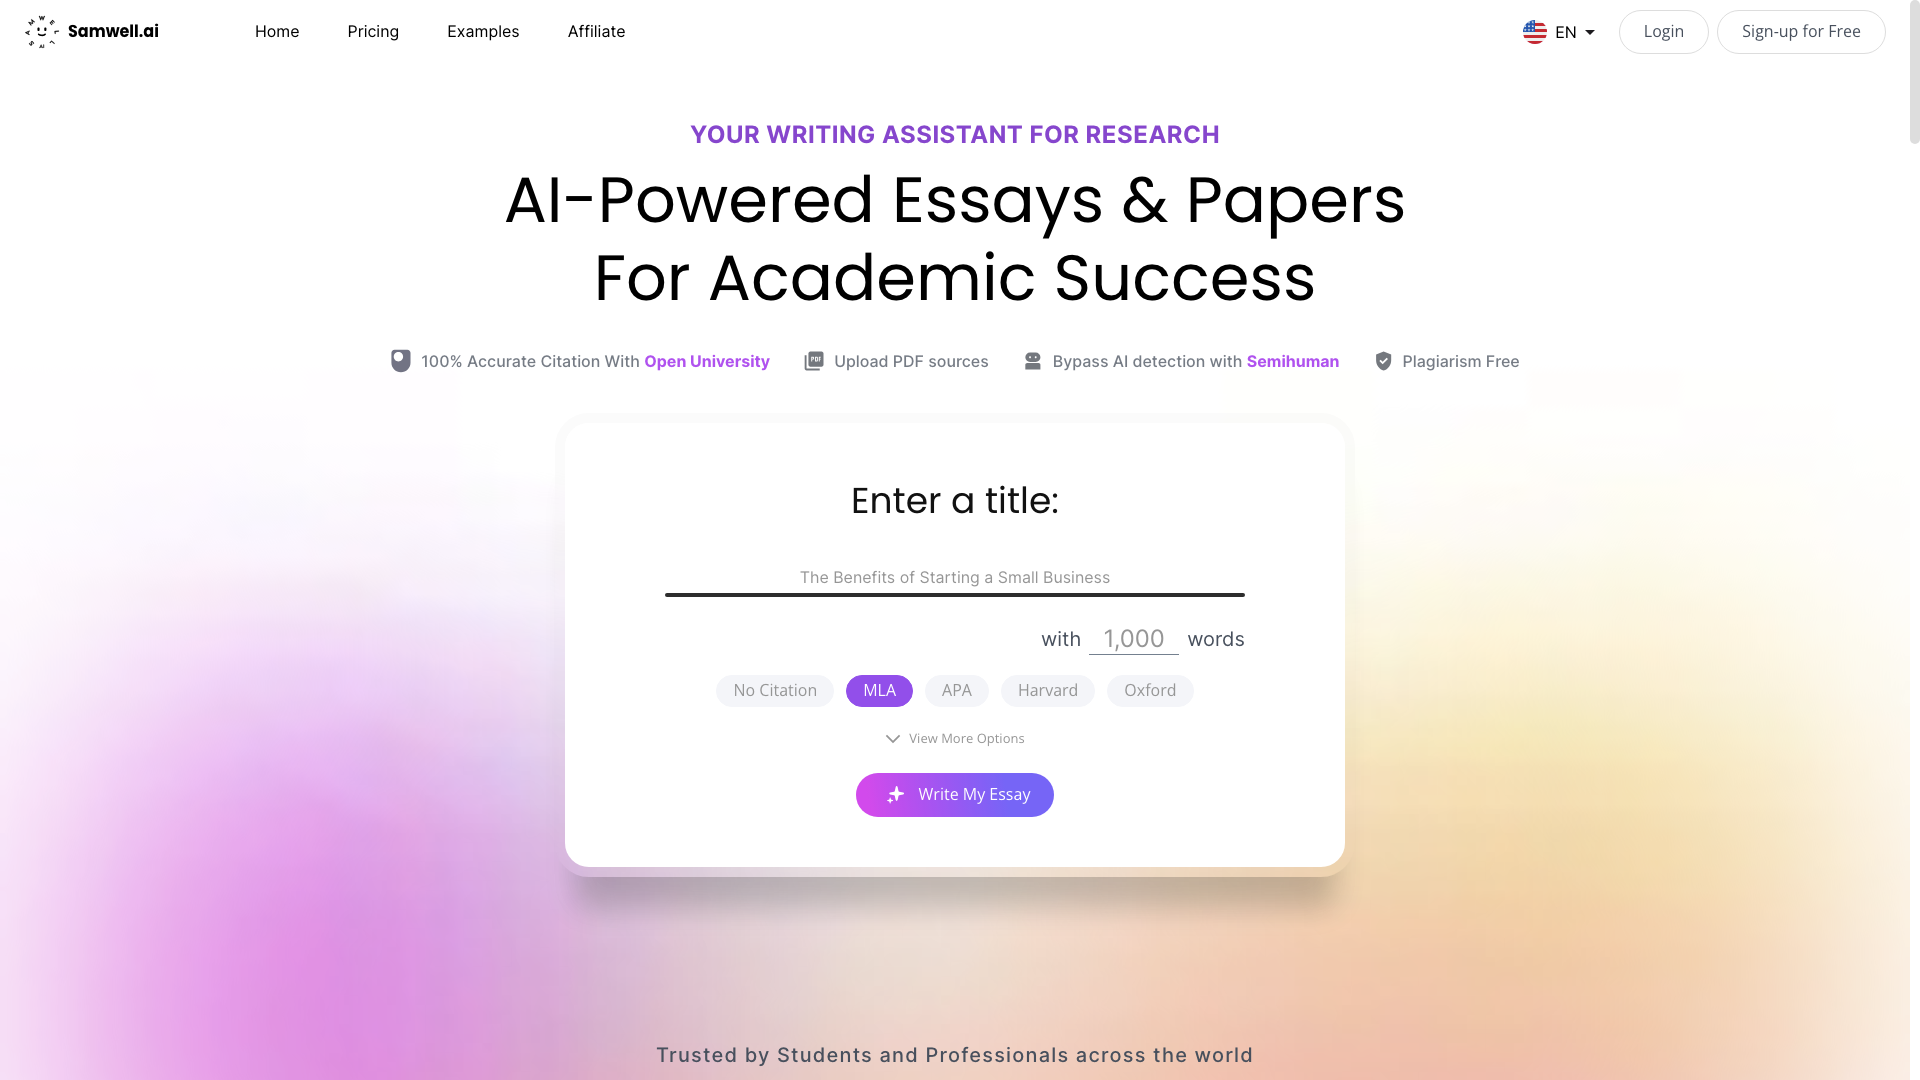 Samwell.ai
Home
Pricing
Examples
Affiliate
EN
Login
Sign-up for Free
YOUR WRITING ASSISTANT FOR RESEARCH
AI-Powered Essays & Papers
For Academic Success
100% Accurate Citation With Open University
Upload PDF sources
Bypass AI detection with Semihuman
Plagiarism Free
Enter a title:
The Benefits of Starting a Small Business
with 1,000 words
No Citation
MLA
APA
Harvard
Oxford
View More Options
Write My Essay
Trusted by Students and Professionals across the world